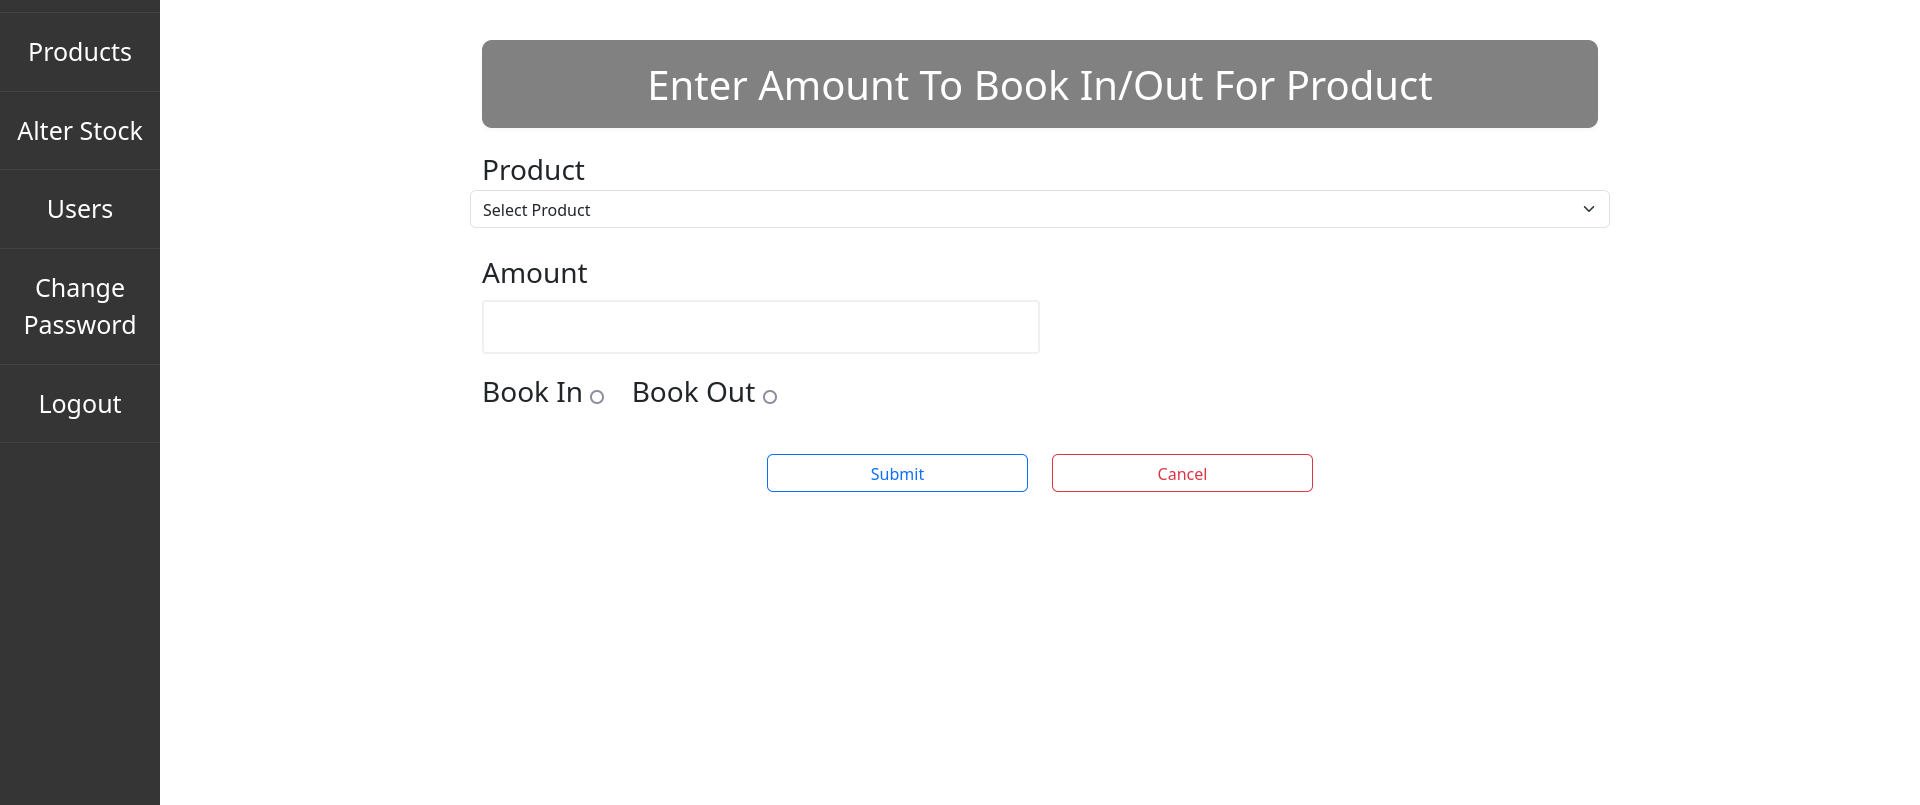 Products
Alter Stock
Users
Change
Password
Logout
Enter Amount To Book In/Out For Product
Product
Select Product
Amount
Book In Book Out
Submit Cancel